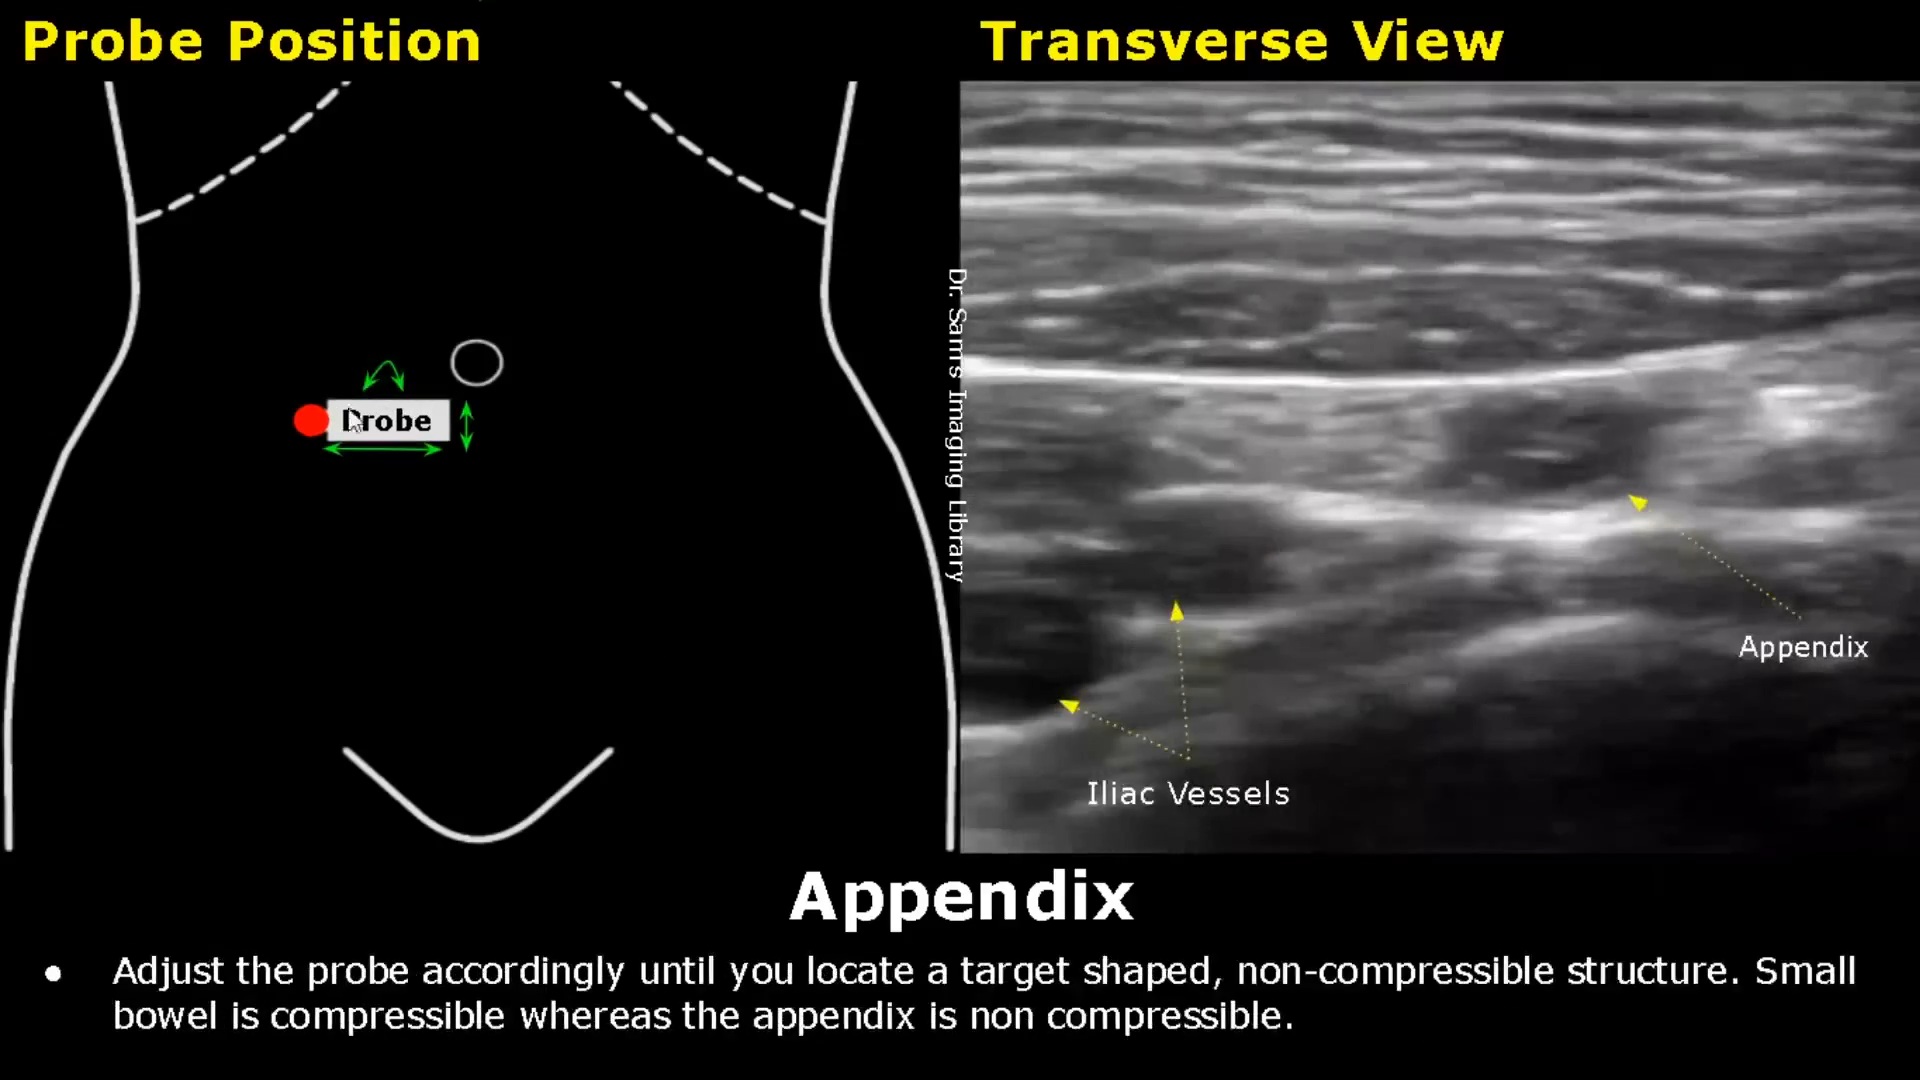 Probe Position
Transverse View
Probe
Dr. Sam's Imaging Library
Appendix
Iliac Vessels
Appendix
● Adjust the probe accordingly until you locate a target shaped, non-compressible structure. Small
bowel is compressible whereas the appendix is non compressible.